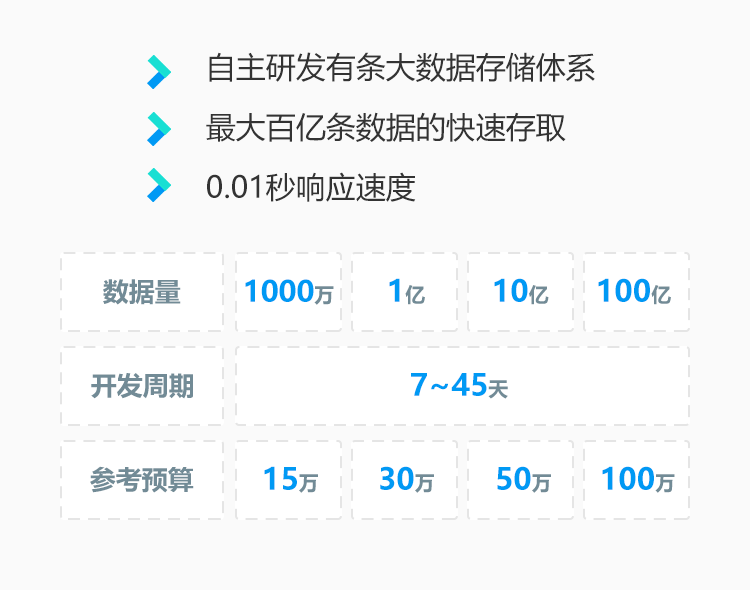 自主研发有条大数据存储体系
最大百亿条数据的快速存取
0.01秒响应速度
数据量 1000万 1亿 10亿 100亿
开发周期 7~45天
参考预算 15万 30万 50万 100万